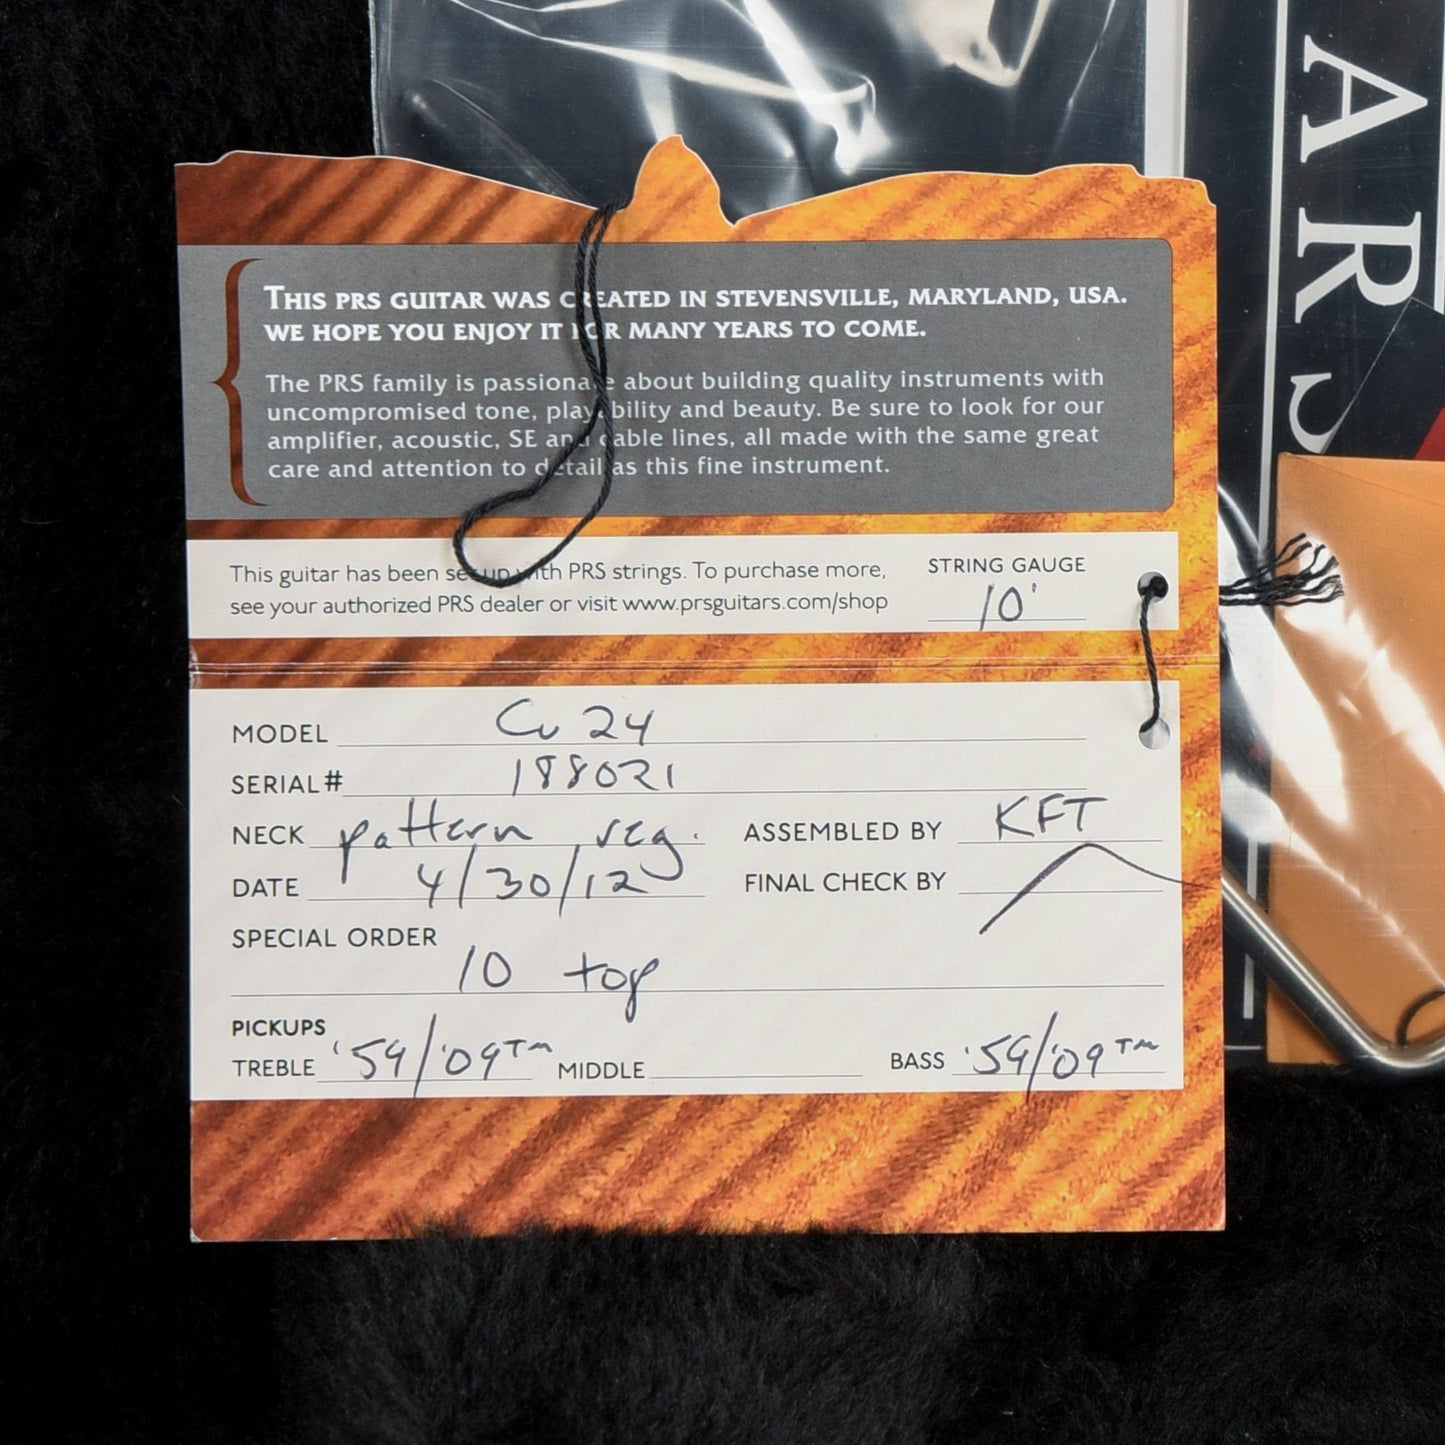 THIS PRS GUITAR WAS CREATED IN STEVENSVILLE, MARYLAND, USA.
WE HOPE YOU ENJOY IT FOR MANY YEARS TO COME.
The PRS family is passionate about building quality instruments with
uncompromised tone, playability and beauty. Be sure to look for our
amplifier, acoustic, SE and cable lines, all made with the same great
care and attention to detail as this fine instrument.
This guitar has been set up with PRS strings. To purchase more,
see your authorized PRS dealer or visit www.prsguitars.com/shop
STRING GAUGE
10'
MODEL Cu 24
SERIAL# 188021
NECK pattern reg. ASSEMBLED BY KFT
DATE 4/30/12 FINAL CHECK BY
SPECIAL ORDER
10 top
PICKUPS
TREBLE '59/'09™ MIDDLE BASS '59/'09™
ARS